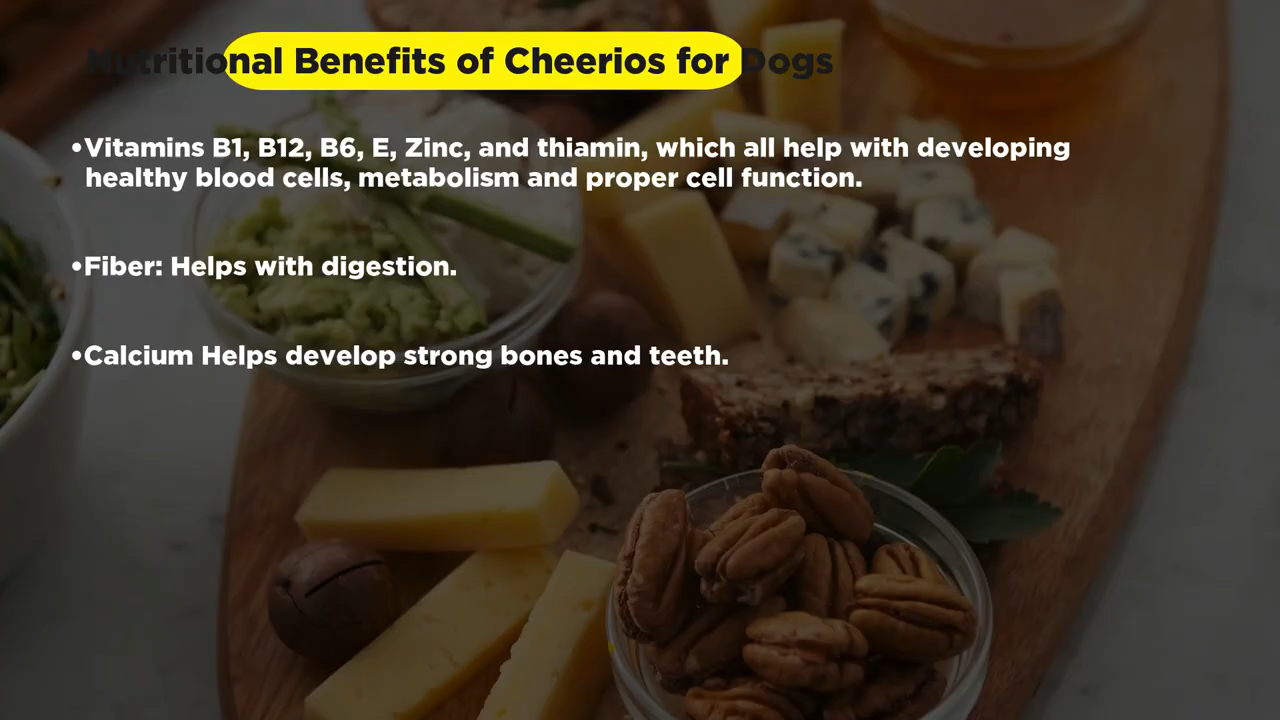 Nutritional Benefits of Cheerios for Dogs
•Vitamins B1, B12, B6, E, Zinc, and thiamin, which all help with developing
healthy blood cells, metabolism and proper cell function.
•Fiber: Helps with digestion.
•Calcium Helps develop strong bones and teeth.